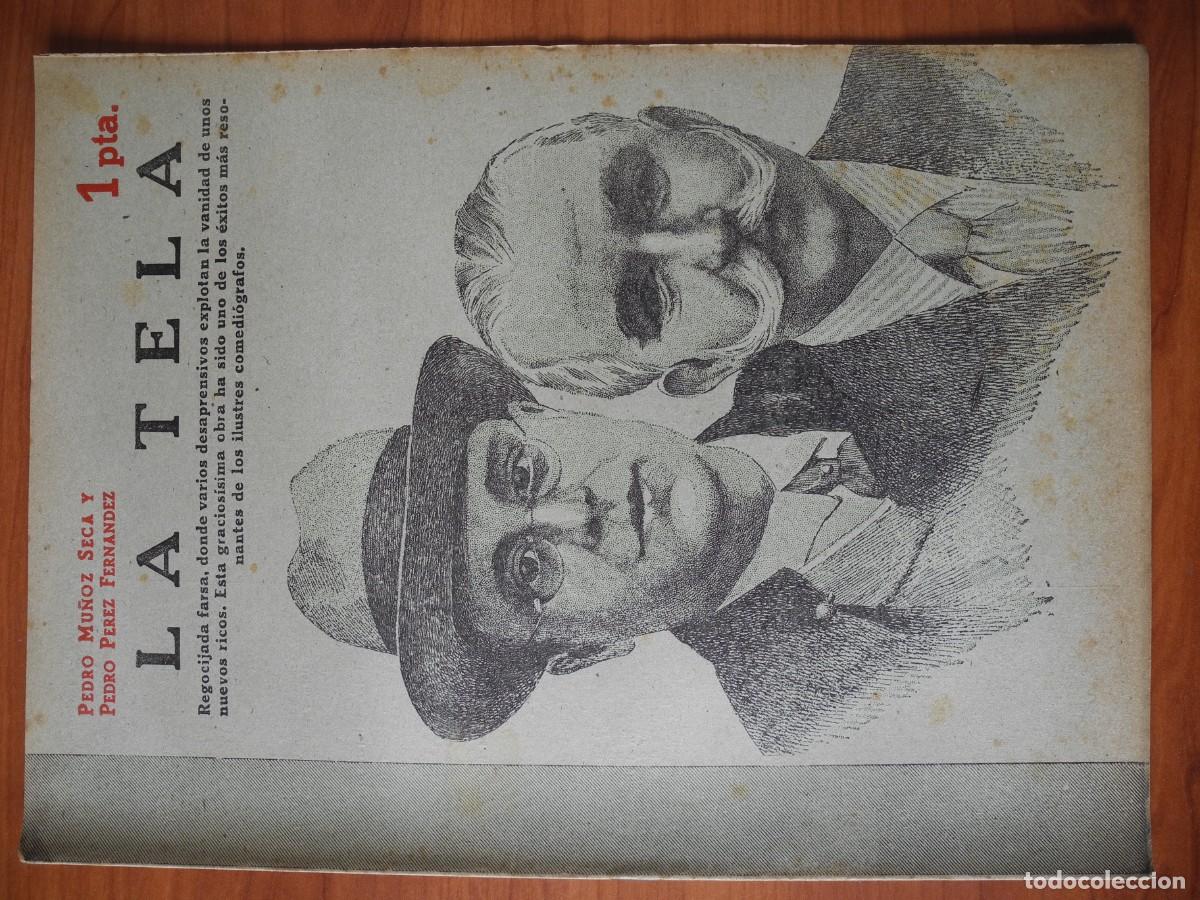 PEDRO MUÑOZ SECA Y
PEDRO PEREZ FERNANDEZ
1 pta.
LA TELA
Regocijada farsa, donde varios desaprensivos explotan la vanidad de unos
nuevos ricos. Esta graciosísima obra ha sido uno de los éxitos más reso-
nantes de los ilustres comediógrafos.
todocoleccion